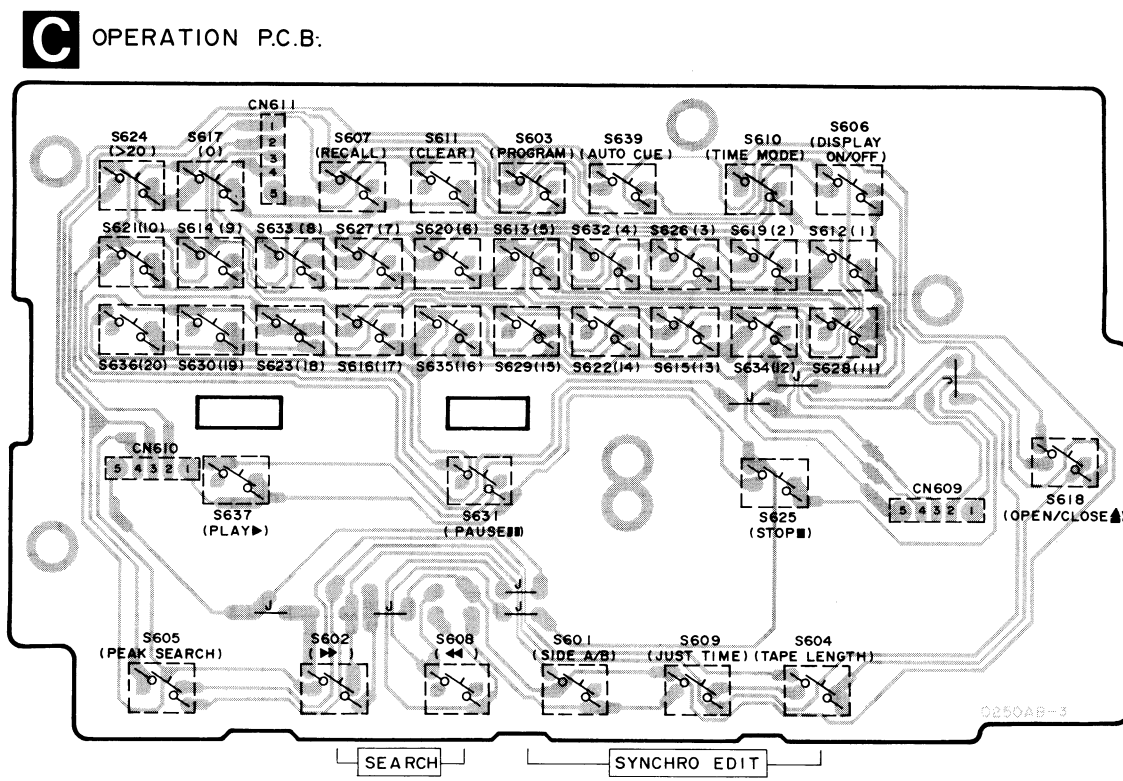 C OPERATION P.C.B.
CN611
1
2
3
4
5
S624 S617 S607 S611 S603 S639 S610 S606
(>20) (0) (RECALL) (CLEAR) (PROGRAM) (AUTO CUE) (TIME MODE) (DISPLAY ON/OFF)
S621(10) S614(9) S633(8) S627(7) S620(6) S613(5) S632(4) S626(3) S619(2) S612(1)
S636(20) S630(19) S623(18) S616(17) S635(16) S629(15) S622(14) S615(13) S634(12) S628(11)
J
J
J
CN610
5 4 3 2 1
S637
(PLAY▶)
S631
(PAUSE▮▮)
S625
(STOP■)
CN609
5 4 3 2 1
S618
(OPEN/CLOSE▲)
J J J
J
S605 S602 S608 S601 S609 S604
(PEAK SEARCH) (▶▶) (◀◀) (SIDE A/B) (JUST TIME) (TAPE LENGTH)
0250AB-3
SEARCH SYNCHRO EDIT